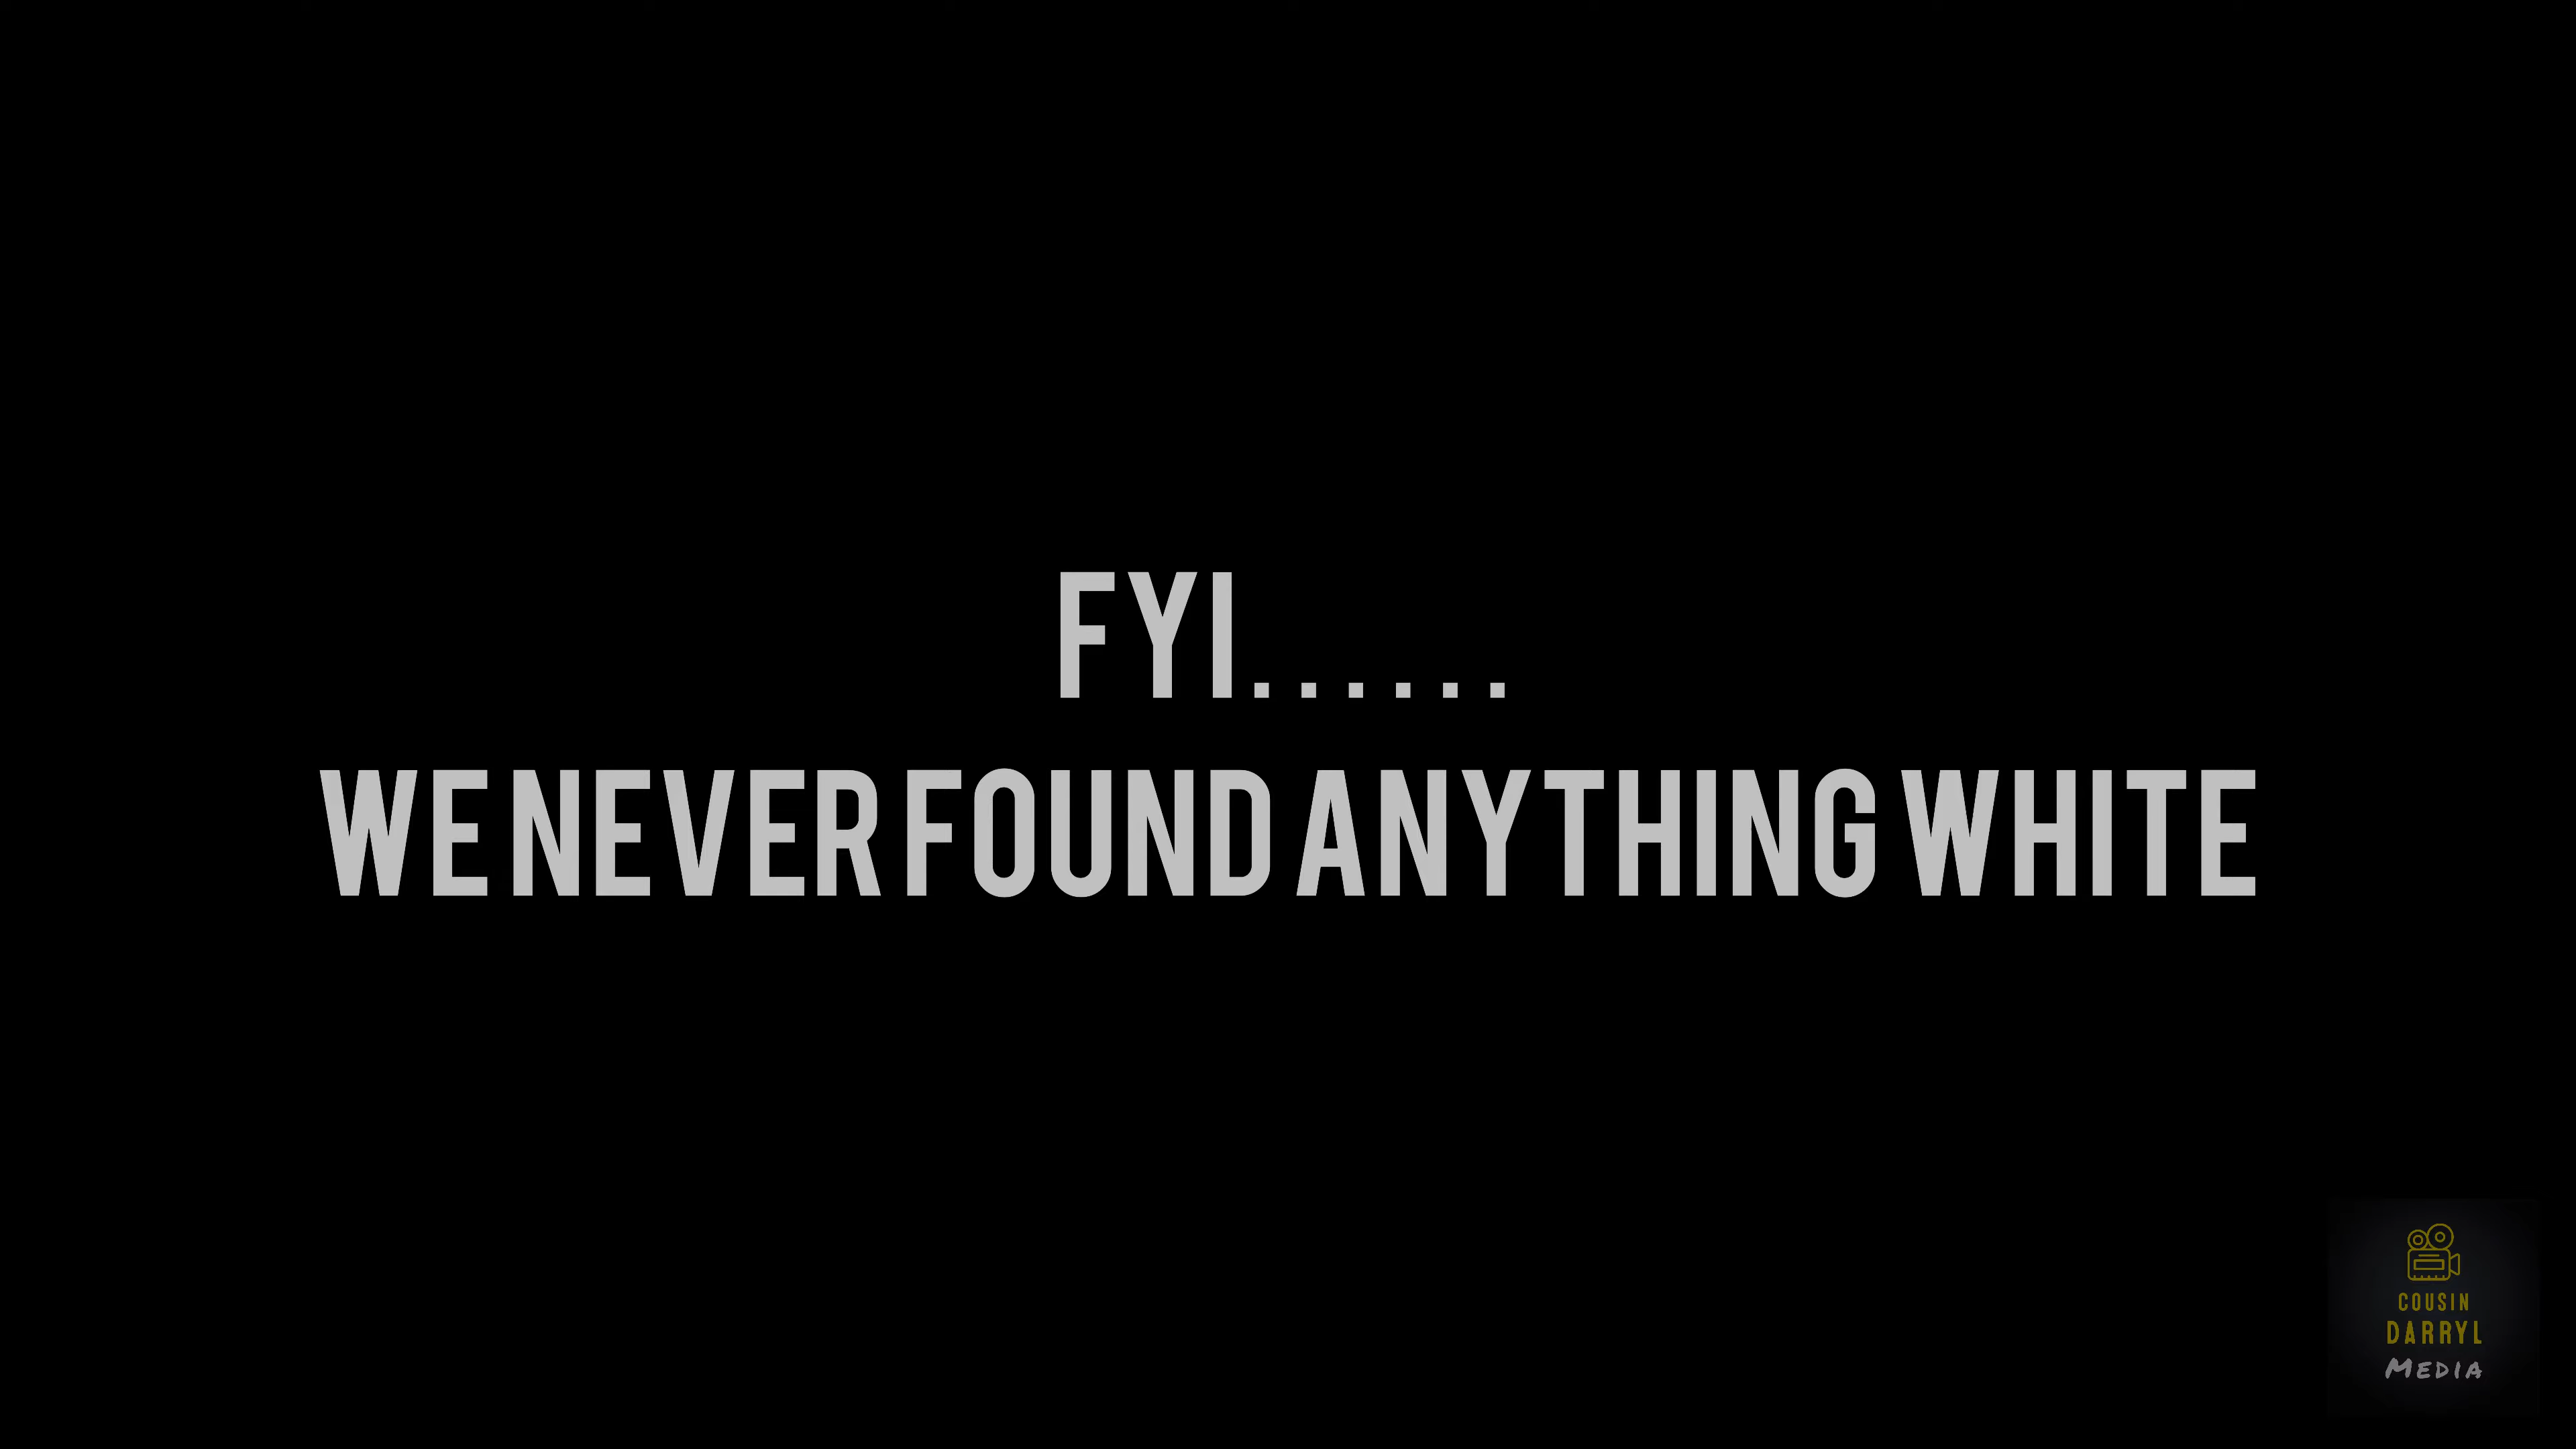 FYI......
WE NEVER FOUND ANYTHING WHITE
COUSIN
DARRYL
MEDIA